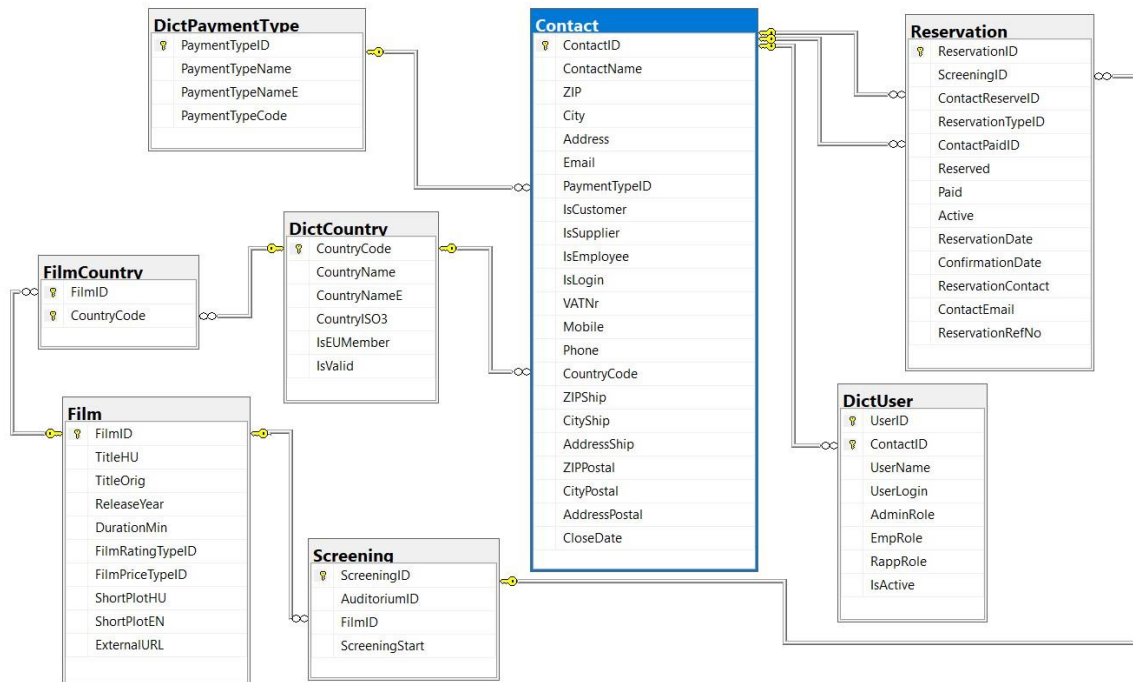 DictPaymentType
PaymentTypeID
PaymentTypeName
PaymentTypeNameE
PaymentTypeCode
Contact
ContactID
ContactName
ZIP
City
Address
Email
PaymentTypeID
IsCustomer
IsSupplier
IsEmployee
IsLogin
VATNr
Mobile
Phone
CountryCode
ZIPShip
CityShip
AddressShip
ZIPPostal
CityPostal
AddressPostal
CloseDate
Reservation
ReservationID
ScreeningID
ContactReserveID
ReservationTypeID
ContactPaidID
Reserved
Paid
Active
ReservationDate
ConfirmationDate
ReservationContact
ContactEmail
ReservationRefNo
DictCountry
CountryCode
CountryName
CountryNameE
CountryISO3
IsEUMember
IsValid
FilmCountry
FilmID
CountryCode
Film
FilmID
TitleHU
TitleOrig
ReleaseYear
DurationMin
FilmRatingTypeID
FilmPriceTypeID
ShortPlotHU
ShortPlotEN
ExternalURL
Screening
ScreeningID
AuditoriumID
FilmID
ScreeningStart
DictUser
UserID
ContactID
UserName
UserLogin
AdminRole
EmpRole
RappRole
IsActive